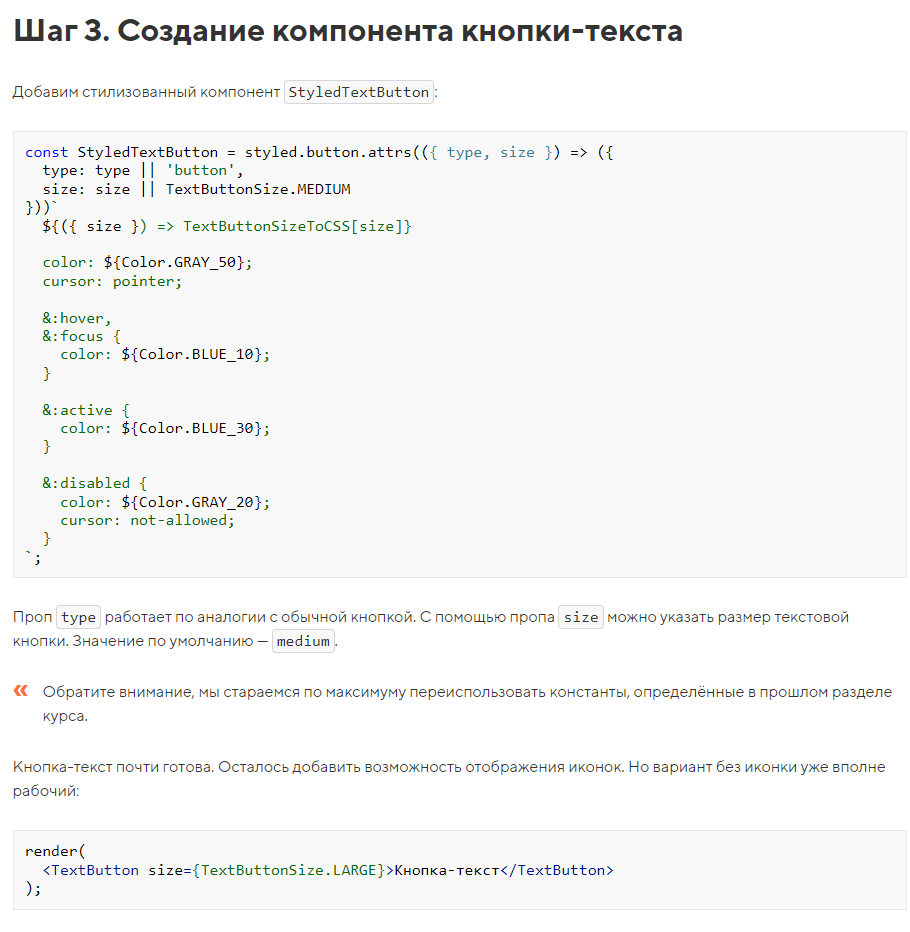 Шаг 3. Создание компонента кнопки-текста
Добавим стилизованный компонент StyledTextButton:
const StyledTextButton = styled.button.attrs(({ type, size }) => ({
  type: type || 'button',
  size: size || TextButtonSize.MEDIUM
}))`
  ${({ size }) => TextButtonSizeToCSS[size]}

  color: ${Color.GRAY_50};
  cursor: pointer;

  &:hover,
  &:focus {
    color: ${Color.BLUE_10};
  }

  &:active {
    color: ${Color.BLUE_30};
  }

  &:disabled {
    color: ${Color.GRAY_20};
    cursor: not-allowed;
  }
`;
Проп type работает по аналогии с обычной кнопкой. С помощью пропа size можно указать размер текстовой
кнопки. Значение по умолчанию — medium.
« Обратите внимание, мы стараемся по максимуму переиспользовать константы, определённые в прошлом разделе
курса.
Кнопка-текст почти готова. Осталось добавить возможность отображения иконок. Но вариант без иконки уже вполне
рабочий:
render(
  <TextButton size={TextButtonSize.LARGE}>Кнопка-текст</TextButton>
);